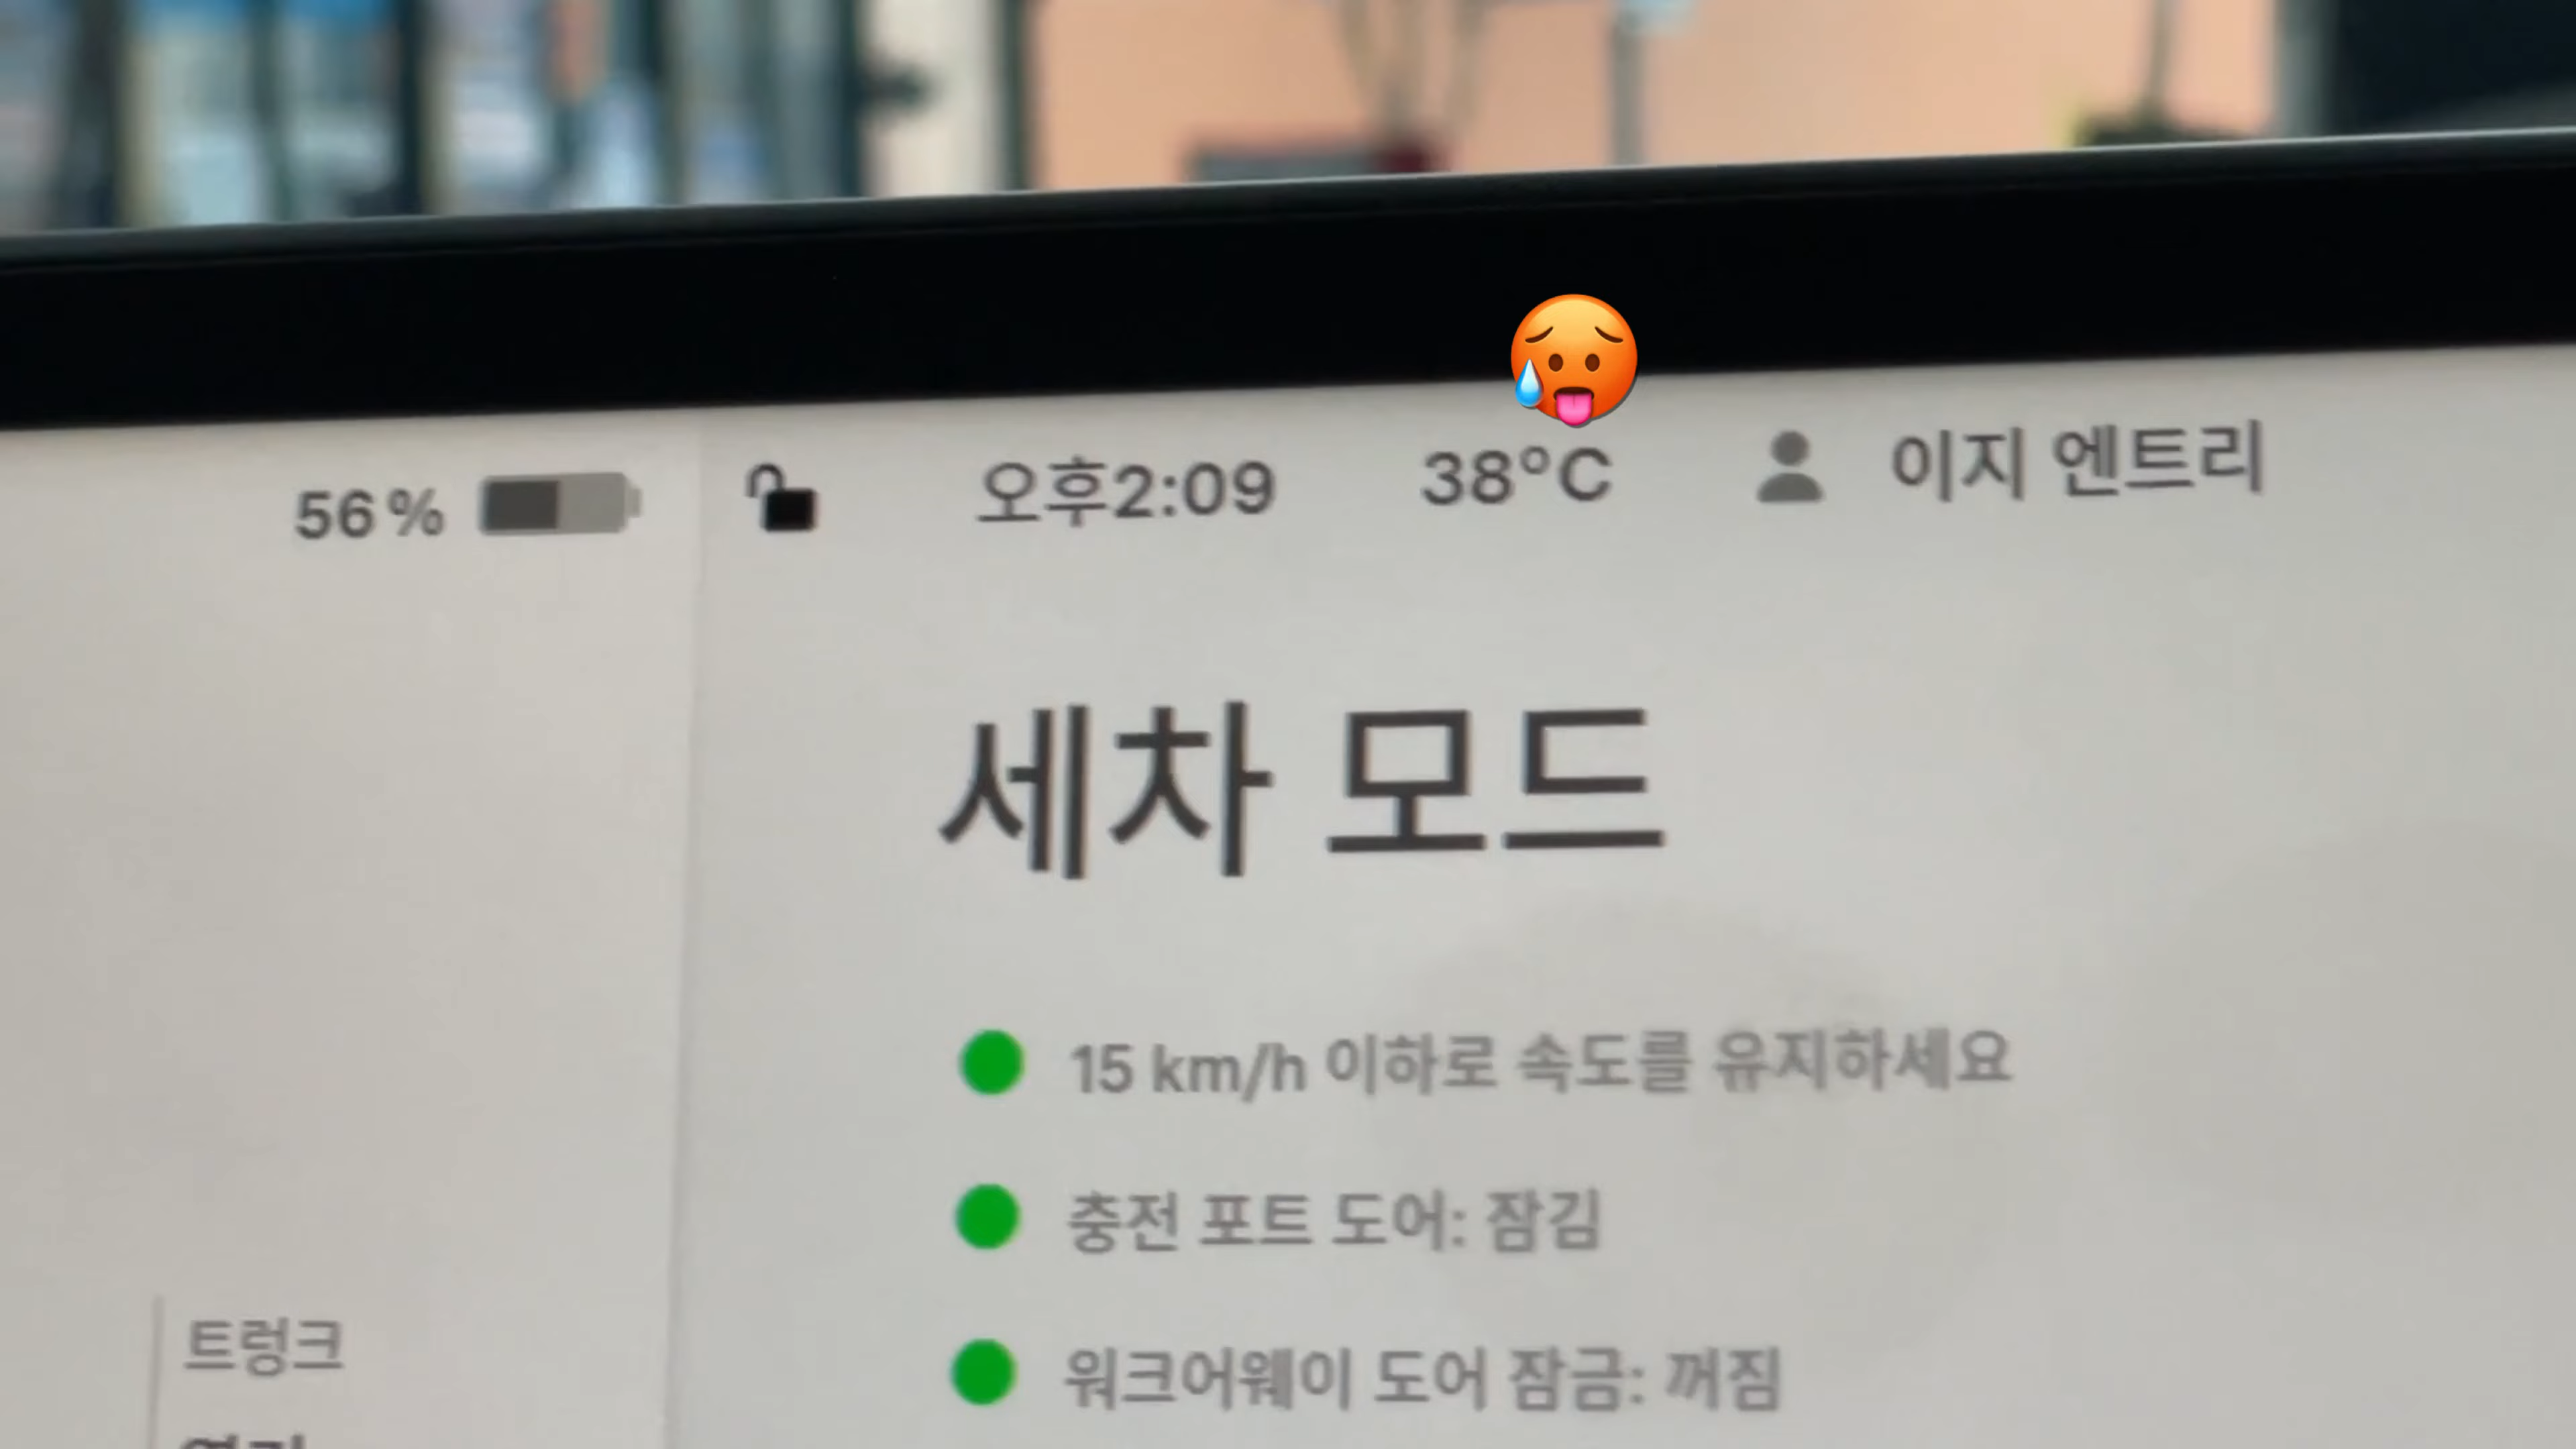 56% 오후2:09 38°C 이지 엔트리
세차 모드
15 km/h 이하로 속도를 유지하세요
충전 포트 도어: 잠김
워크어웨이 도어 잠금: 꺼짐
트렁크